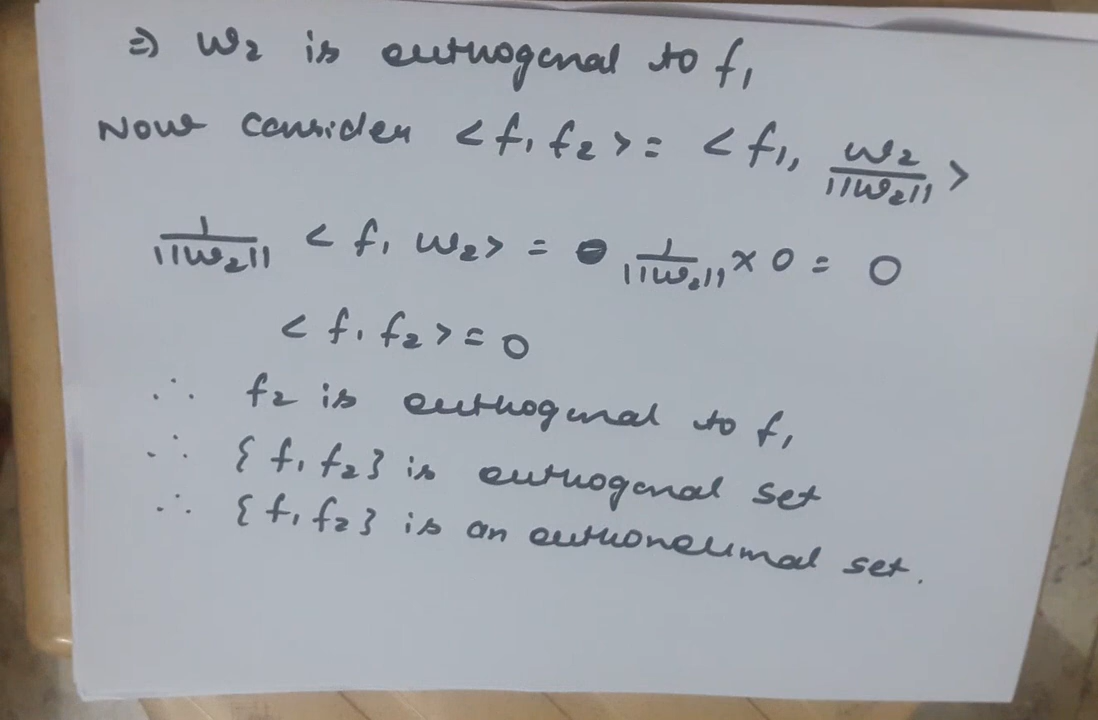 ⇒ w₂ is orthogonal to f₁
Now consider <f₁ f₂> = <f₁, w₂/||w₂||>
1/||w₂|| <f₁ w₂> = 1/||w₂|| × 0 = 0
<f₁ f₂> = 0
∴ f₂ is orthogonal to f₁
∴ {f₁ f₂} is orthogonal set
∴ {f₁ f₂} is an orthonormal set.